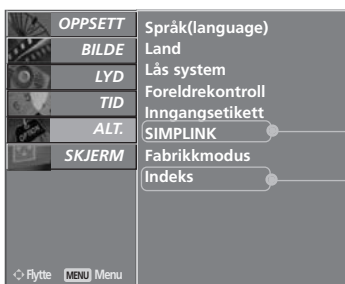 OPPSETT
BILDE
LYD
TID
ALT.
SKJERM
Språk(language)
Land
Lås system
Foreldrekontroll
Inngangsetikett
SIMPLINK
Fabrikkmodus
Indeks
Flytte MENU Menu